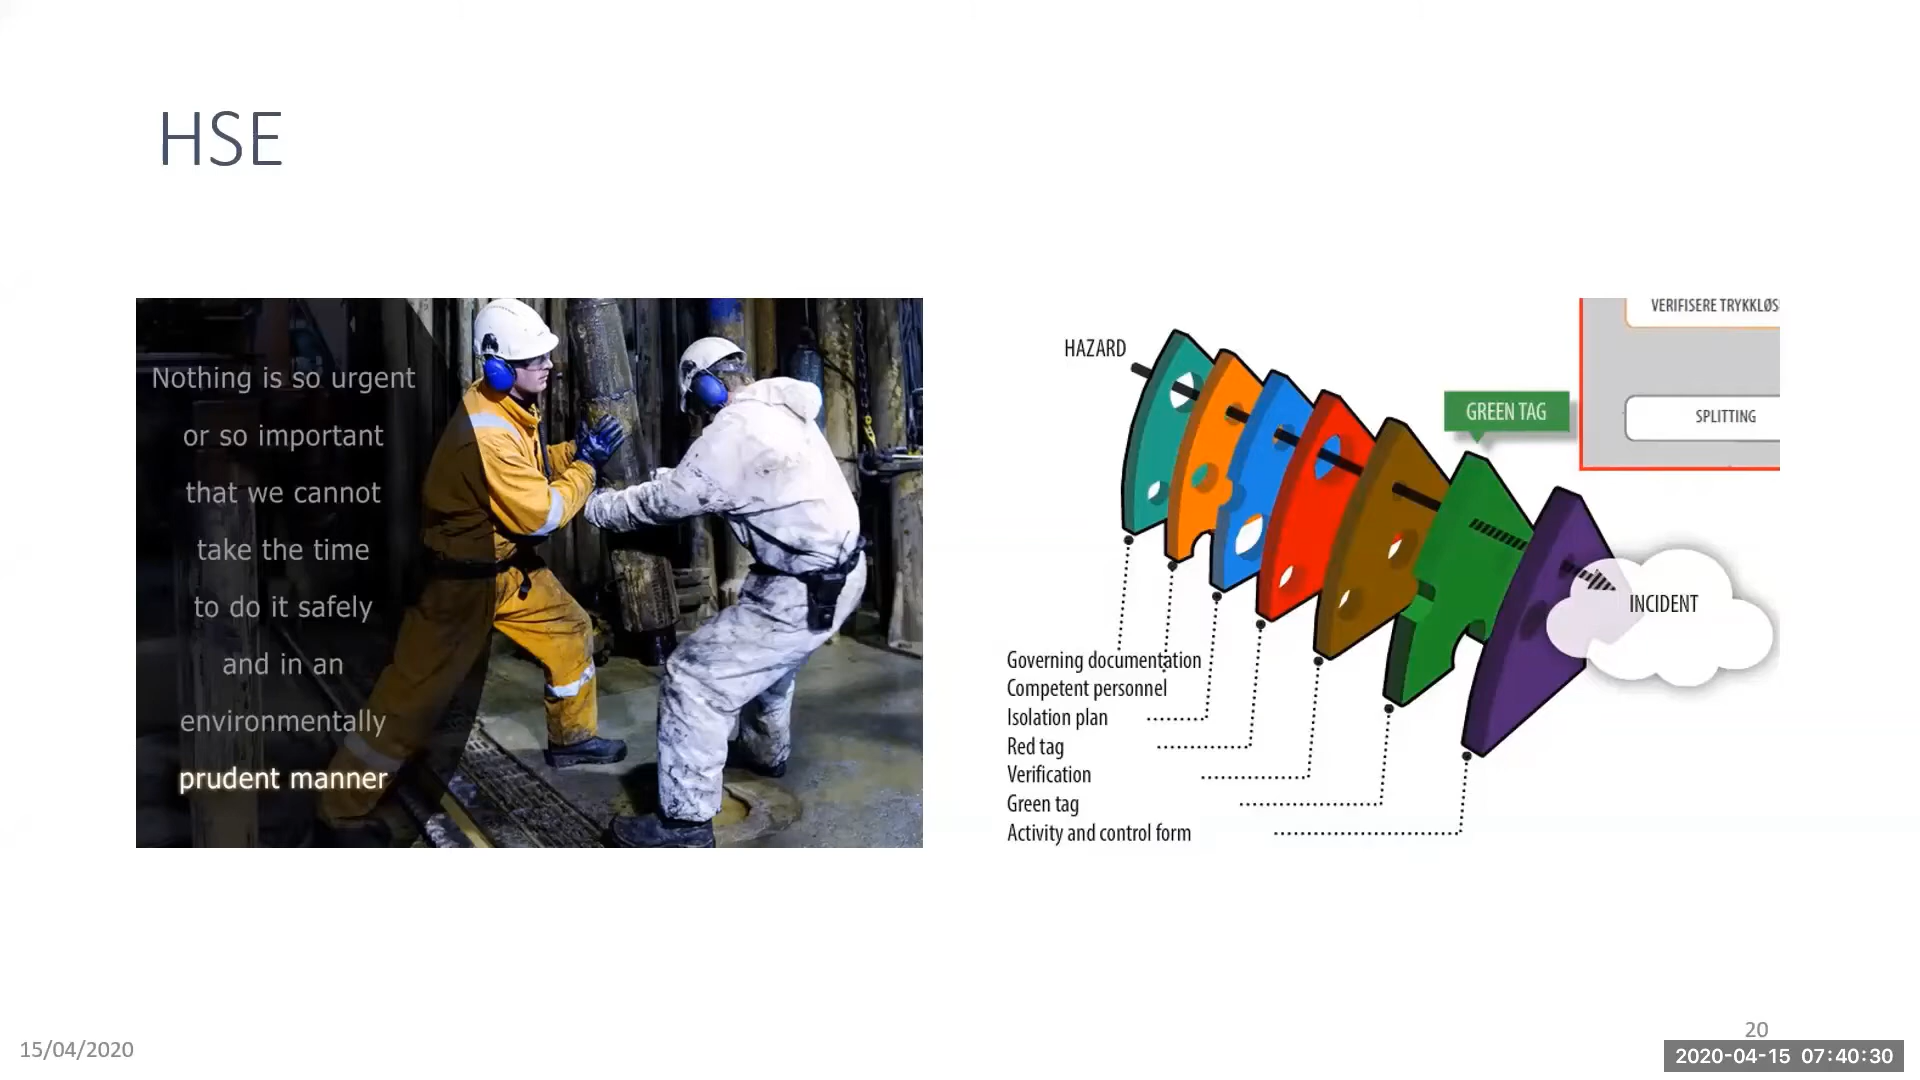 HSE
Nothing is so urgent
or so important
that we cannot
take the time
to do it safely
and in an
environmentally
prudent manner
HAZARD
GREEN TAG
VERIFISERE TRYKKLØS
SPLITTING
INCIDENT
Governing documentation
Competent personnel
Isolation plan
Red tag
Verification
Green tag
Activity and control form
15/04/2020
20
2020-04-15 07:40:30